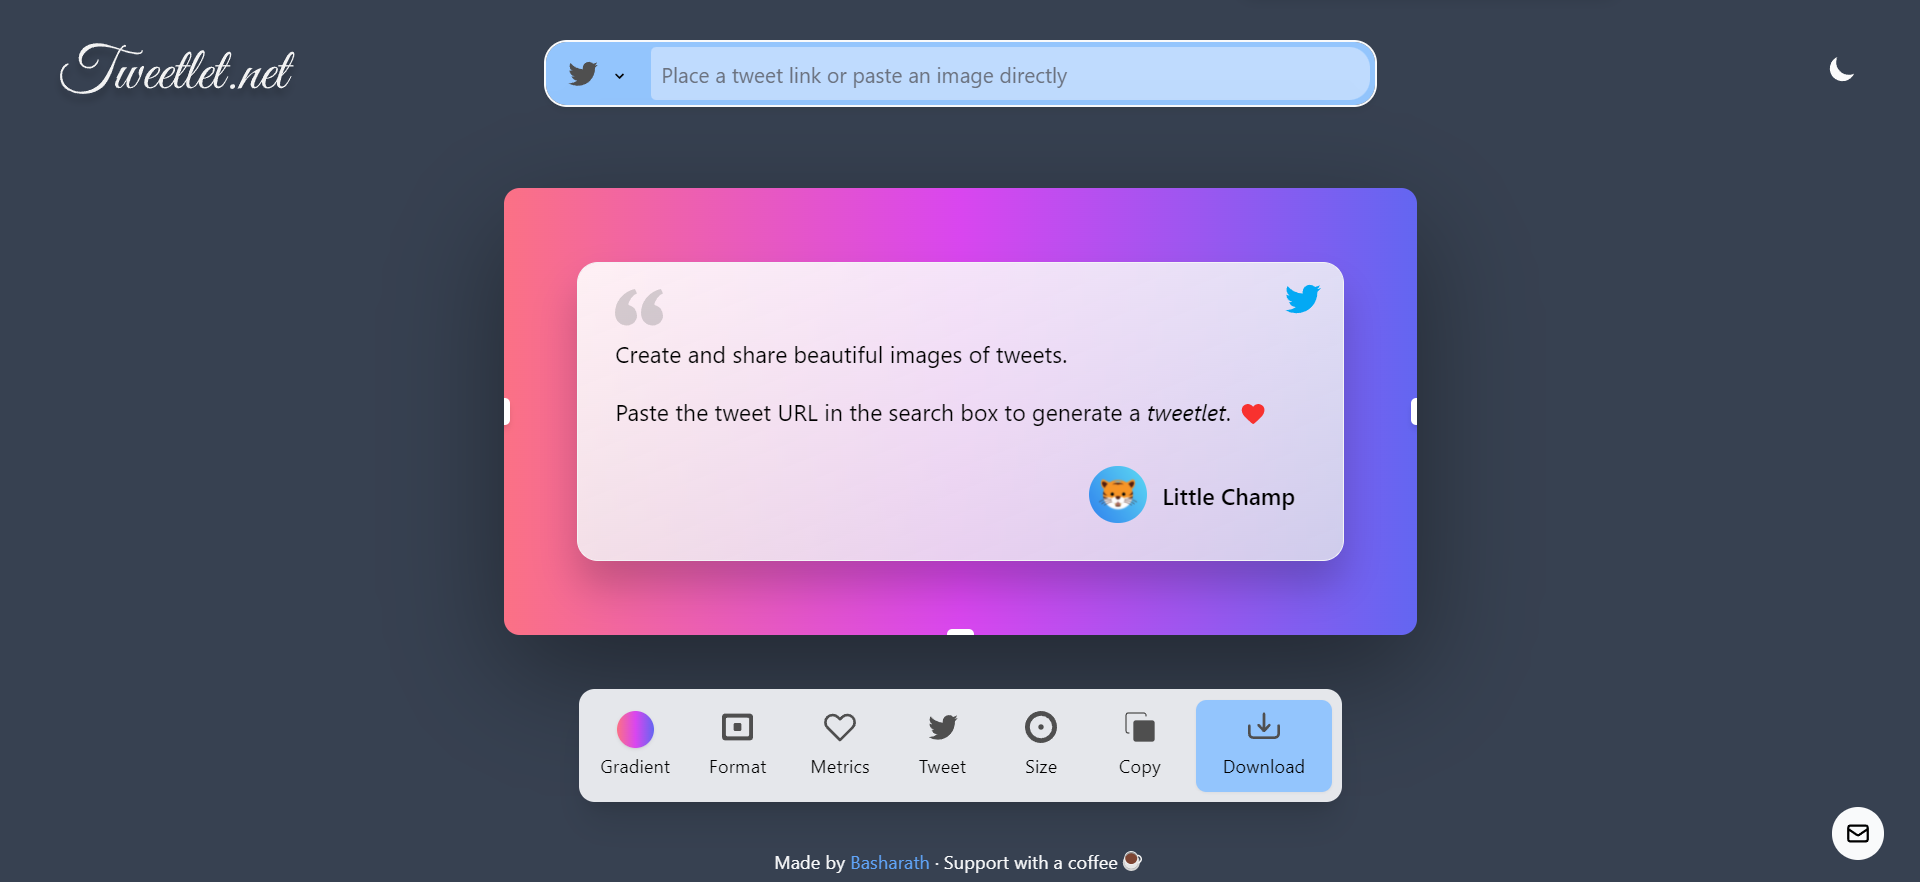 Tweetlet.net
Place a tweet link or paste an image directly
Create and share beautiful images of tweets.
Paste the tweet URL in the search box to generate a tweetlet. ❤️
Little Champ
Gradient
Format
Metrics
Tweet
Size
Copy
Download
Made by Basharath · Support with a coffee ☕